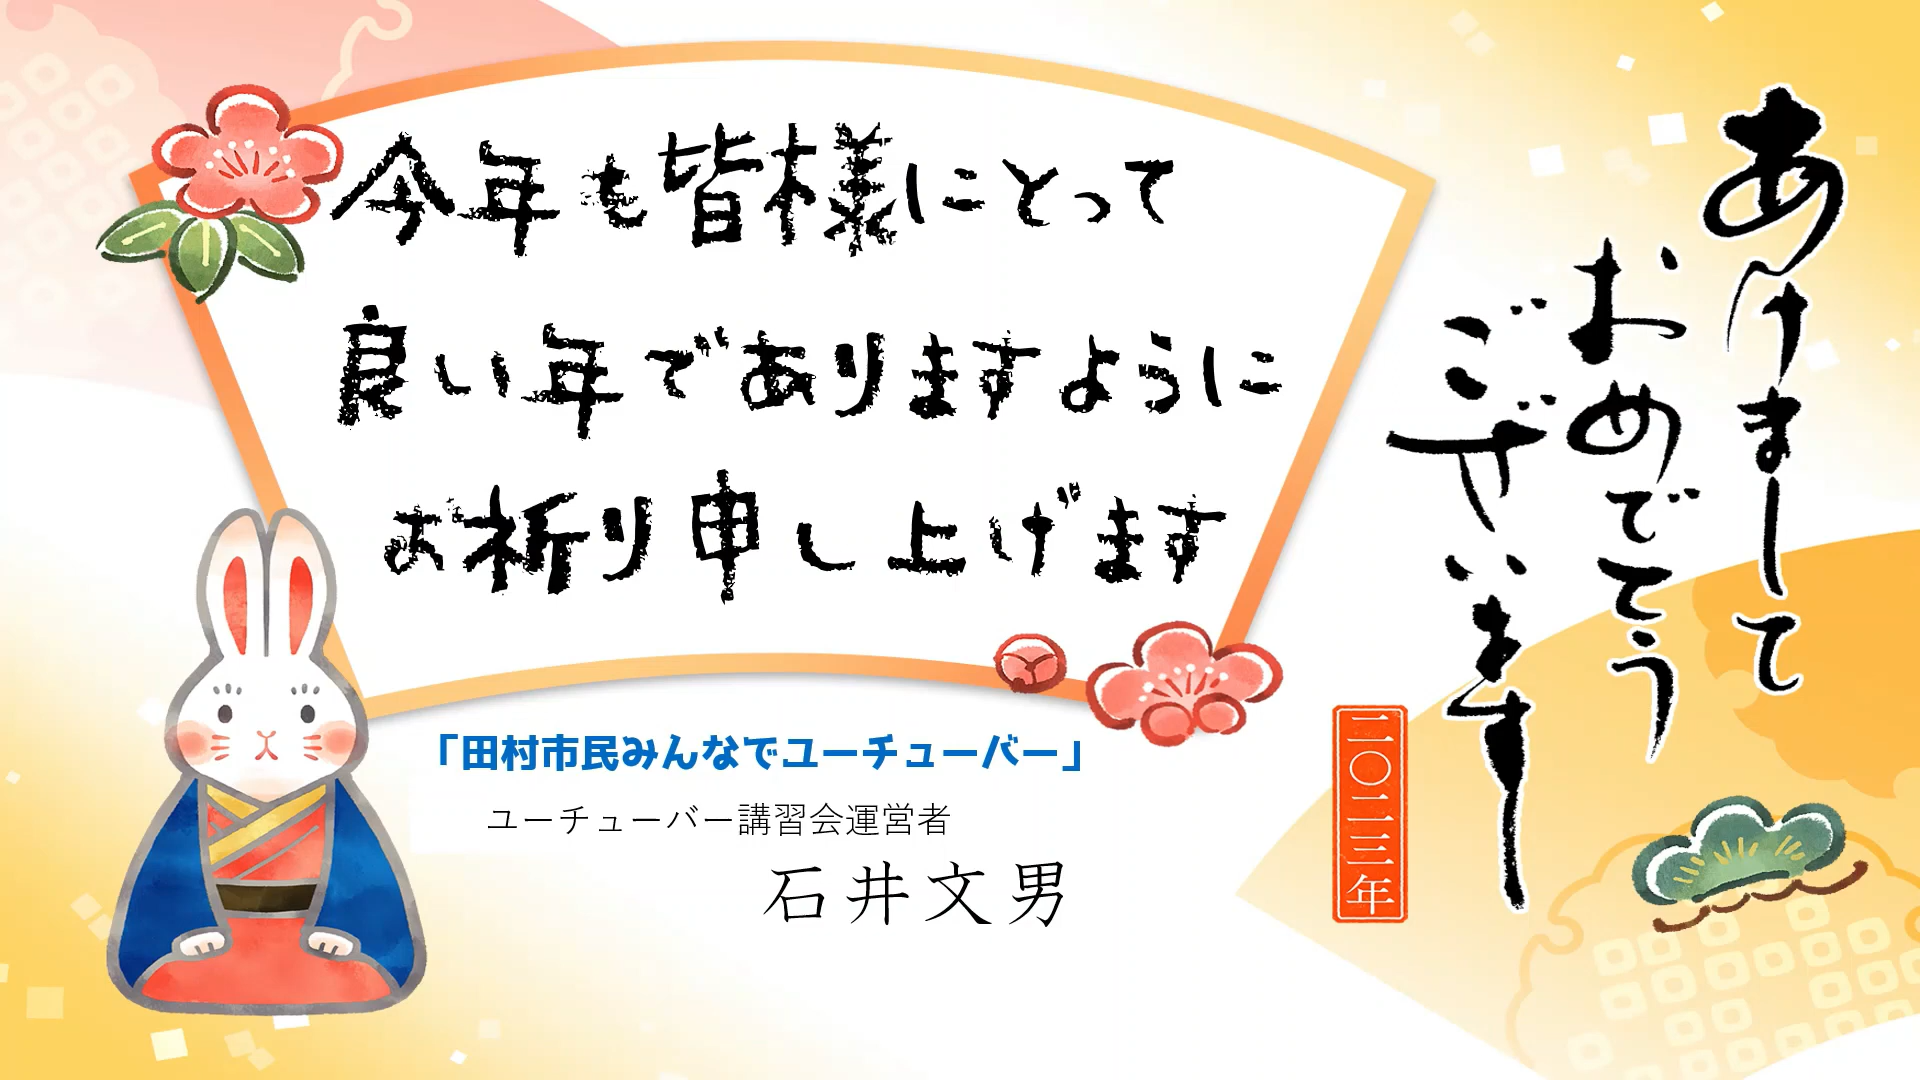 あけまして
おめでとう
ございます
二〇二三年
今年も皆様にとって
良い年でありますように
お祈り申し上げます
「田村市民みんなでユーチューバー」
ユーチューバー講習会運営者
石井文男